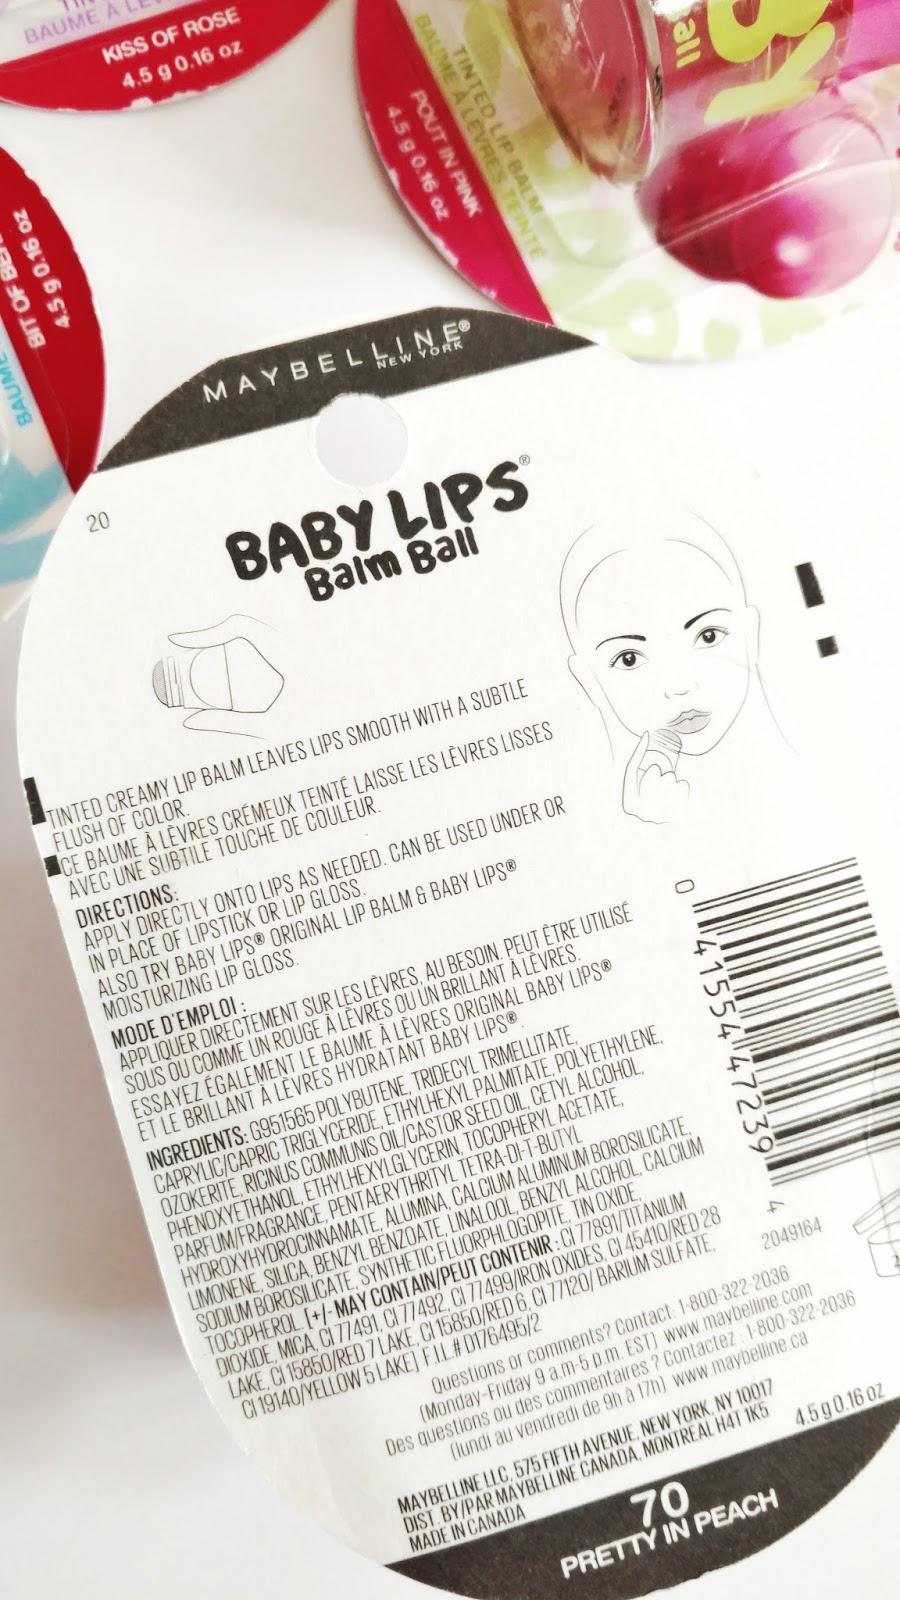 BAUME À LÈV
KISS OF ROSE
4.5 g 0.16 oz
TINTED LIP BALM
BAUME À LÈVRES TEINTÉ
POUT IN PINK
4.5 g 0.16 oz
all
BIT OF BE
4.5 g 0.16 oz
BAUME
MAYBELLINE®
NEW YORK
20
BABY LIPS®
Balm Ball
TINTED CREAMY LIP BALM LEAVES LIPS SMOOTH WITH A SUBTLE
FLUSH OF COLOR.
CE BAUME À LÈVRES CRÉMEUX TEINTÉ LAISSE LES LÈVRES LISSES
AVEC UNE SUBTILE TOUCHE DE COULEUR.
DIRECTIONS:
APPLY DIRECTLY ONTO LIPS AS NEEDED. CAN BE USED UNDER OR
IN PLACE OF LIPSTICK OR LIP GLOSS.
ALSO TRY BABY LIPS® ORIGINAL LIP BALM & BABY LIPS®
MOISTURIZING LIP GLOSS.
MODE D'EMPLOI :
APPLIQUER DIRECTEMENT SUR LES LÈVRES, AU BESOIN. PEUT ÊTRE UTILISÉ
SOUS OU COMME UN ROUGE À LÈVRES OU UN BRILLANT À LÈVRES.
ESSAYEZ ÉGALEMENT LE BAUME À LÈVRES ORIGINAL BABY LIPS®
ET LE BRILLANT À LÈVRES HYDRATANT BABY LIPS®.
INGREDIENTS: G951565 POLYBUTENE, TRIDECYL TRIMELLITATE,
CAPRYLIC/CAPRIC TRIGLYCERIDE, ETHYLHEXYL PALMITATE, POLYETHYLENE,
OZOKERITE, RICINUS COMMUNIS OIL/CASTOR SEED OIL, CETYL ALCOHOL,
PHENOXYETHANOL, ETHYLHEXYLGLYCERIN, TOCOPHERYL ACETATE,
PARFUM/FRAGRANCE, PENTAERYTHRITYL TETRA-DI-T-BUTYL
HYDROXYHYDROCINNAMATE, ALUMINA, CALCIUM ALUMINUM BOROSILICATE,
LIMONENE, SILICA, BENZYL BENZOATE, LINALOOL, BENZYL ALCOHOL, CALCIUM
SODIUM BOROSILICATE, SYNTHETIC FLUORPHLOGOPITE, TIN OXIDE,
TOCOPHEROL. [+/- MAY CONTAIN/PEUT CONTENIR : CI 77891/TITANIUM
DIOXIDE, MICA, CI 77491, CI 77492, CI 77499/IRON OXIDES, CI 45410/RED 28
LAKE, CI 15850/RED 7 LAKE, CI 15850/RED 6, CI 77120/ BARIUM SULFATE,
CI 19140/YELLOW 5 LAKE] F.I.L.# D176495/2
0 41554 47239 4
2049164
Questions or comments? Contact: 1-800-322-2036
(Monday-Friday 9 a.m-5 p.m. EST) www.maybelline.com
Des questions ou des commentaires ? Contactez : 1-800-322-2036
(lundi au vendredi de 9h à 17h) www.maybelline.ca
MAYBELLINE LLC. 575 FIFTH AVENUE, NEW YORK, NY 10017
DIST. BY/PAR MAYBELLINE CANADA, MONTRÉAL H4T 1K5
MADE IN CANADA
4.5 g 0.16 oz
70
PRETTY IN PEACH